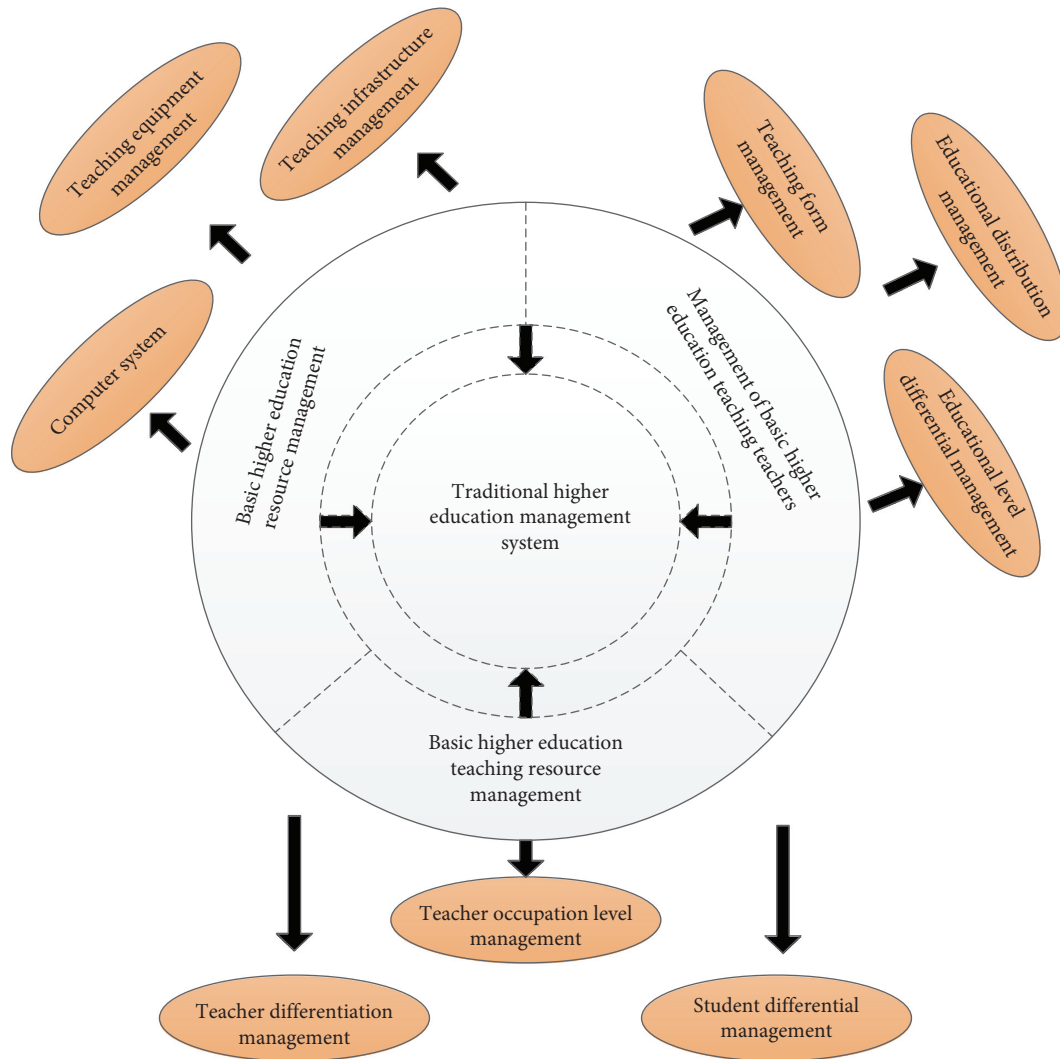 Teaching equipment
management
Teaching infrastructure
management
Teaching form
management
Educational distribution
management
Computer system
Basic higher education
resource management
Management of basic higher
education teaching teachers
Educational level
differential management
Traditional higher
education management
system
Basic higher education
teaching resource
management
Teacher occupation level
management
Teacher differentiation
management
Student differential
management